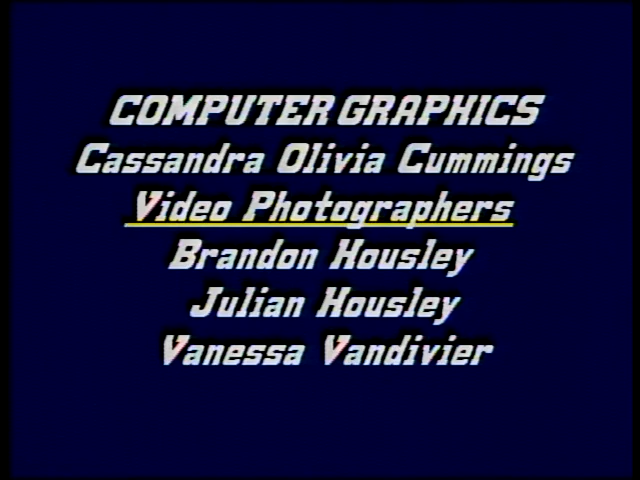 COMPUTER GRAPHICS
Cassandra Olivia Cummings
Video Photographers
Brandon Housley
Julian Housley
Vanessa Vandivier